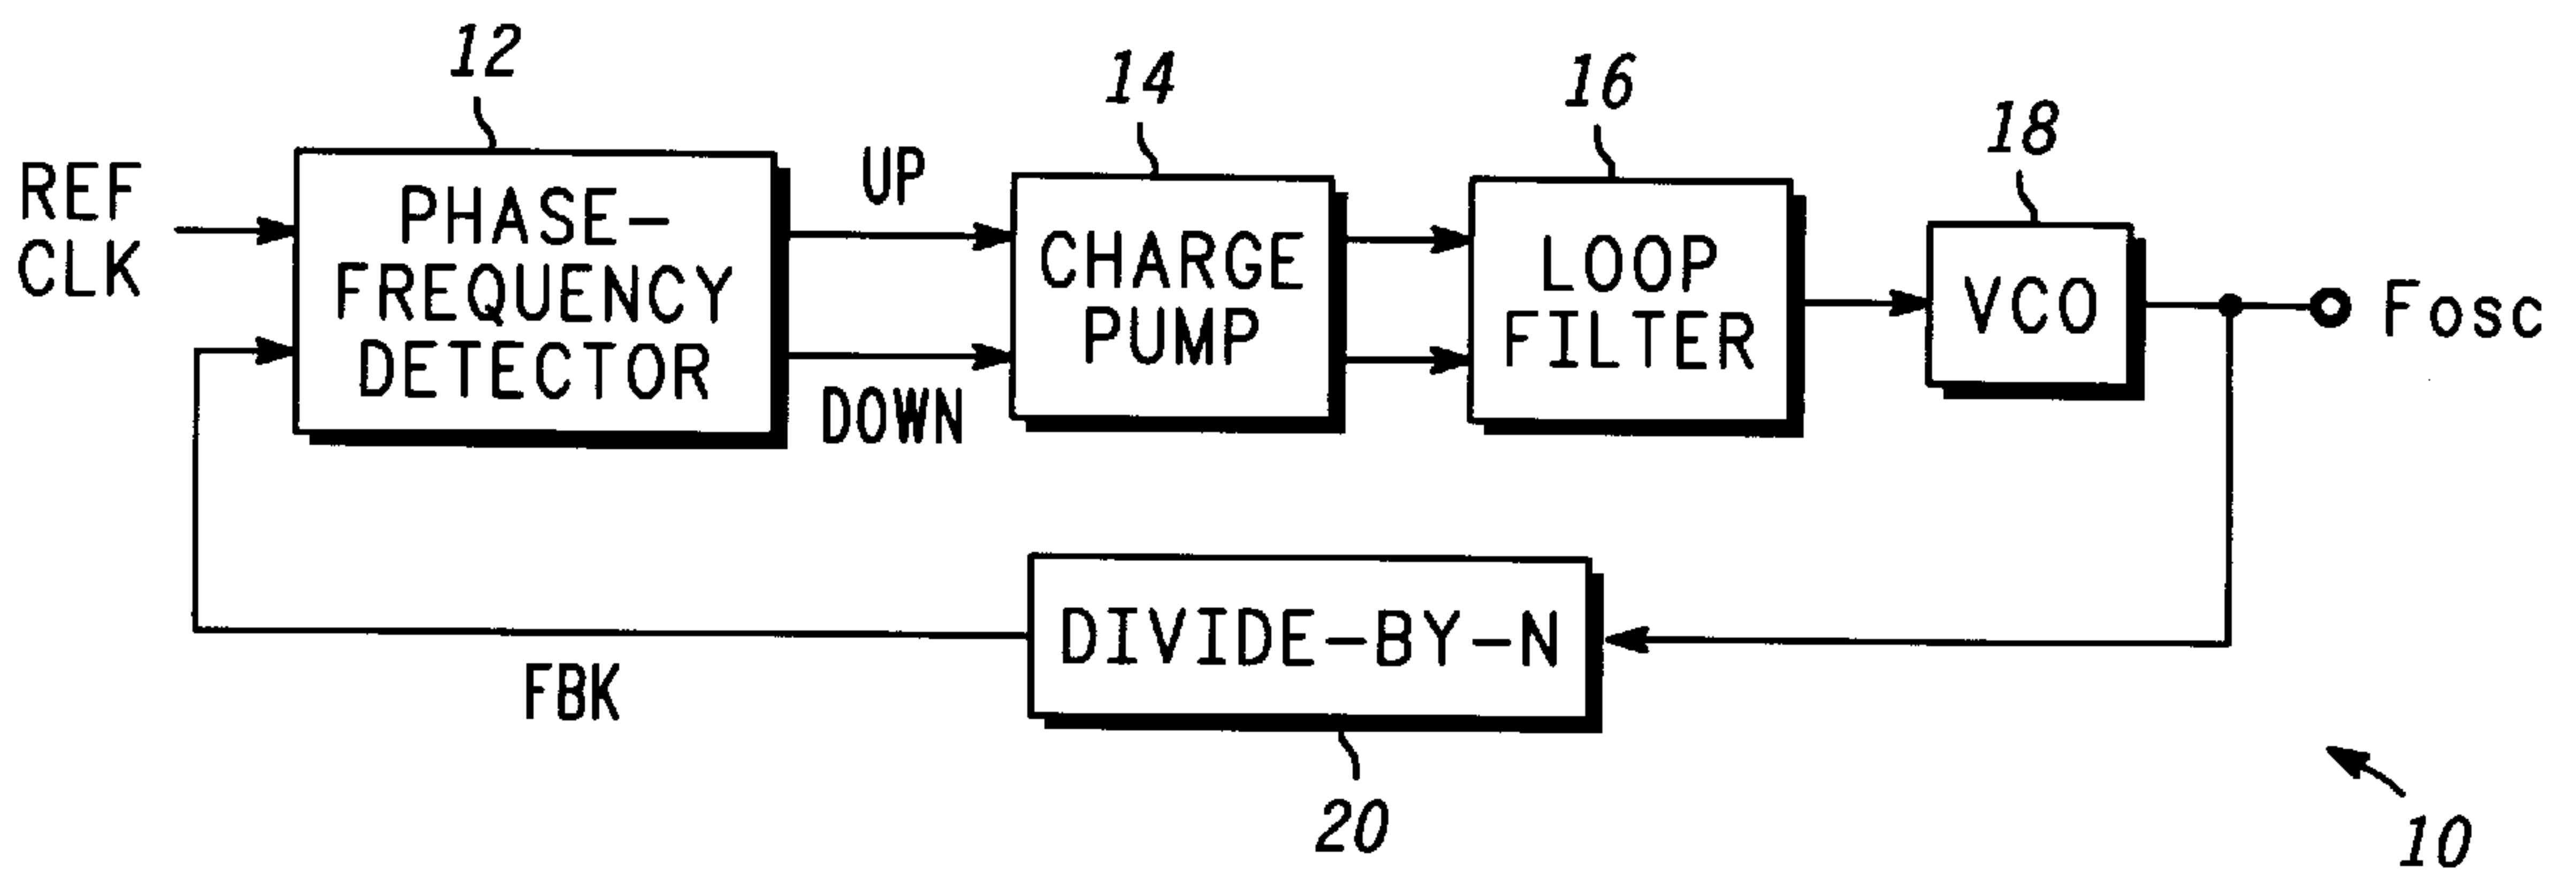 12
14
16
18
REF
CLK
PHASE-
FREQUENCY
DETECTOR
UP
DOWN
CHARGE
PUMP
LOOP
FILTER
VCO
Fosc
DIVIDE-BY-N
FBK
20
10